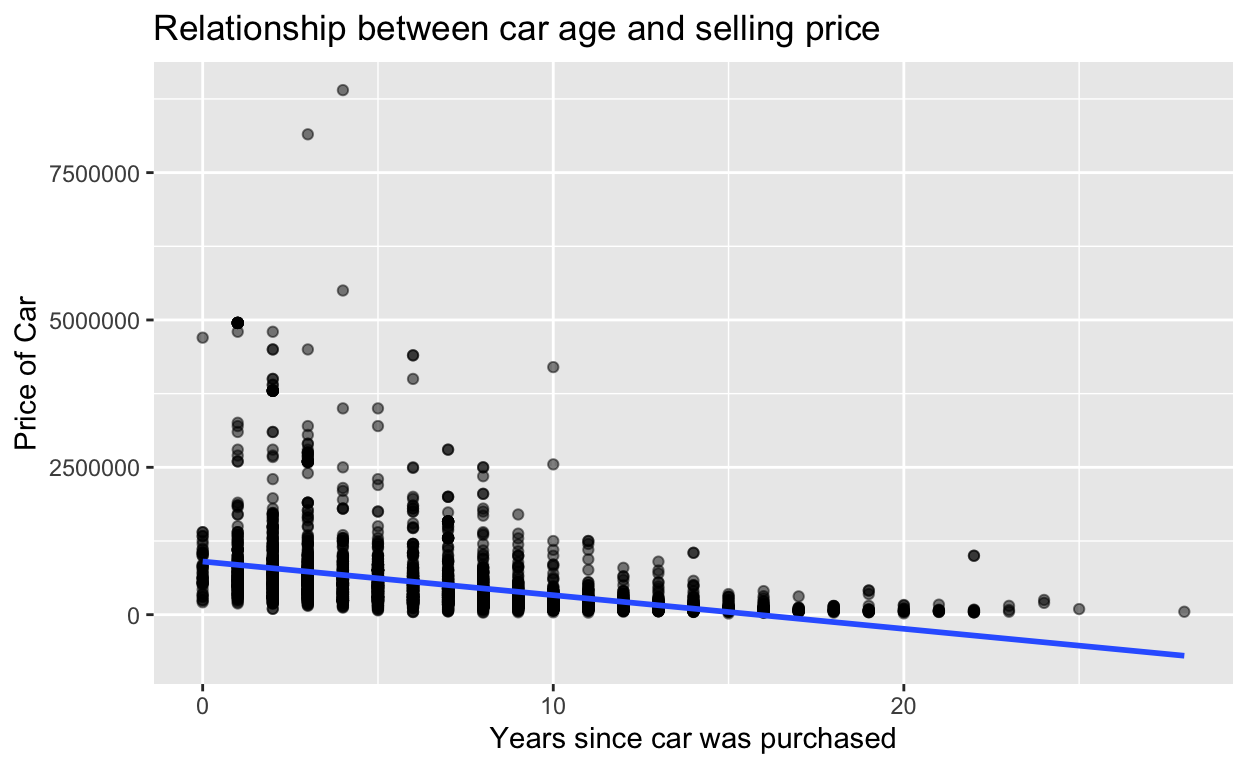 Relationship between car age and selling price
Price of Car
7500000
5000000
2500000
0
0 10 20
Years since car was purchased